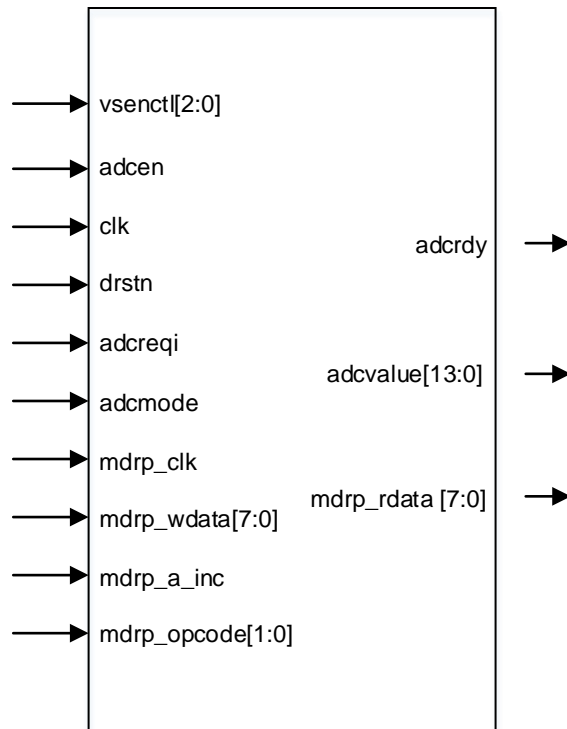 vsenctl[2:0]
adcen
clk
drstn
adcreqi
adcmode
mdrp_clk
mdrp_wdata[7:0]
mdrp_a_inc
mdrp_opcode[1:0]
adcrdy
adcvalue[13:0]
mdrp_rdata [7:0]